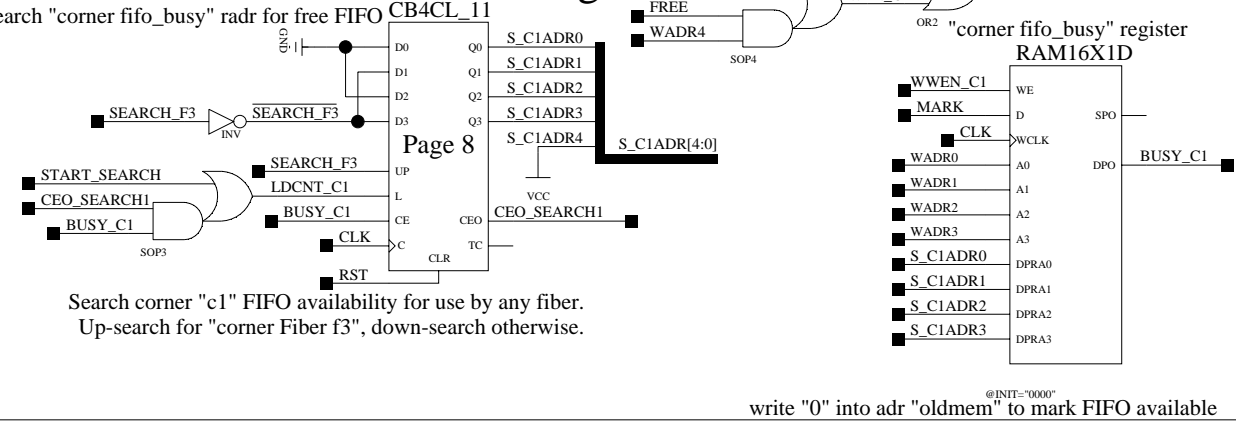 earch "corner fifo_busy" radr for free FIFO
CB4CL_11
GND
D0
D1
D2
D3
Q0
Q1
Q2
Q3
S_C1ADR0
S_C1ADR1
S_C1ADR2
S_C1ADR3
S_C1ADR4
S_C1ADR[4:0]
VCC
SEARCH_F3
INV
SEARCH_F3
Page 8
SEARCH_F3
UP
START_SEARCH
LDCNT_C1
L
CEO_SEARCH1
BUSY_C1
SOP3
BUSY_C1
CE
CEO
CEO_SEARCH1
CLK
C
TC
CLR
RST
Search corner "c1" FIFO availability for use by any fiber.
Up-search for "corner Fiber f3", down-search otherwise.
FREE
WADR4
SOP4
OR2
"corner fifo_busy" register
RAM16X1D
WWEN_C1
WE
MARK
D
SPO
CLK
WCLK
WADR0
A0
DPO
BUSY_C1
WADR1
A1
WADR2
A2
WADR3
A3
S_C1ADR0
DPRA0
S_C1ADR1
DPRA1
S_C1ADR2
DPRA2
S_C1ADR3
DPRA3
@INIT="0000"
write "0" into adr "oldmem" to mark FIFO available